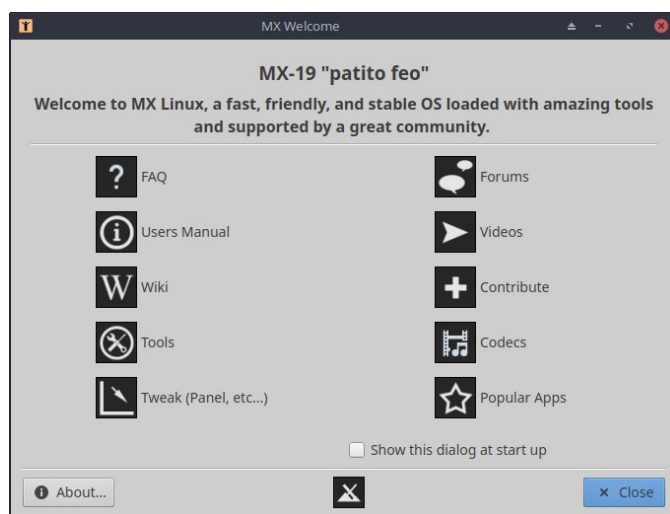 MX Welcome
MX-19 "patito feo"
Welcome to MX Linux, a fast, friendly, and stable OS loaded with amazing tools
and supported by a great community.
FAQ
Forums
Users Manual
Videos
Wiki
Contribute
Tools
Codecs
Tweak (Panel, etc...)
Popular Apps
Show this dialog at start up
About...
Close